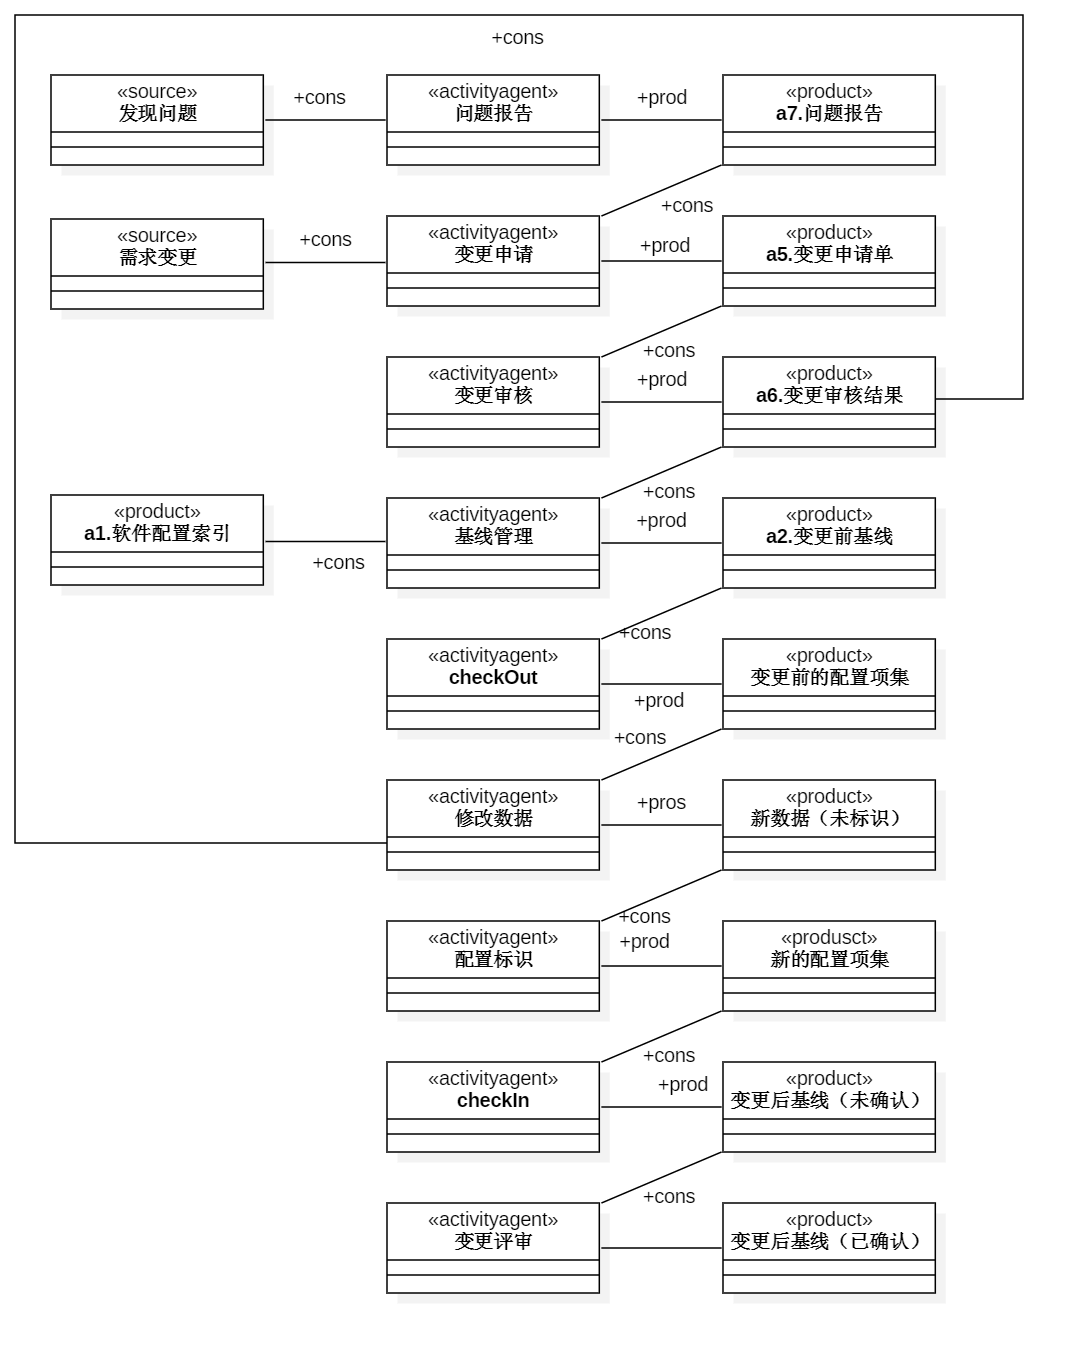 +cons
«source»
发现问题
+cons
«activityagent»
问题报告
+prod
«product»
a7.问题报告
+cons
«source»
需求变更
+cons
«activityagent»
变更申请
+prod
«product»
a5.变更申请单
+cons
«activityagent»
变更审核
+prod
«product»
a6.变更审核结果
+cons
«product»
a1.软件配置索引
+cons
«activityagent»
基线管理
+prod
«product»
a2.变更前基线
+cons
«activityagent»
checkOut
+prod
«product»
变更前的配置项集
+cons
«activityagent»
修改数据
+pros
«product»
新数据（未标识）
+cons
«activityagent»
配置标识
+prod
«produsct»
新的配置项集
+cons
«activityagent»
checkIn
+prod
«product»
变更后基线（未确认）
+cons
«activityagent»
变更评审
«product»
变更后基线（已确认）